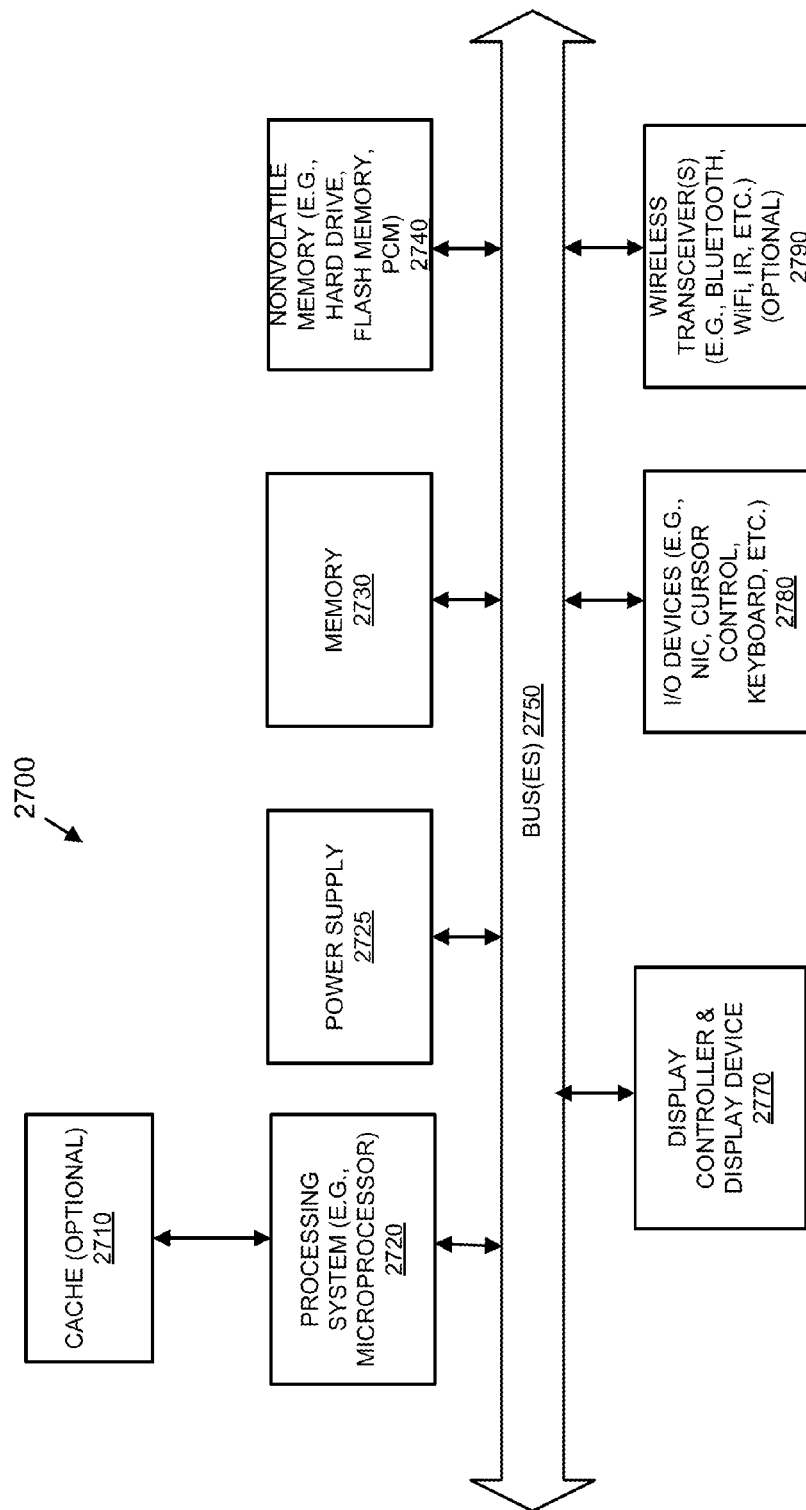 2700
CACHE (OPTIONAL)
2710
PROCESSING
SYSTEM (E.G.,
MICROPROCESSOR)
2720
POWER SUPPLY
2725
MEMORY
2730
NONVOLATILE
MEMORY (E.G.,
HARD DRIVE,
FLASH MEMORY,
PCM)
2740
BUS(ES) 2750
DISPLAY
CONTROLLER &
DISPLAY DEVICE
2770
I/O DEVICES (E.G.,
NIC, CURSOR
CONTROL,
KEYBOARD, ETC.)
2780
WIRELESS
TRANSCEIVER(S)
(E.G., BLUETOOTH,
WiFi, IR, ETC.)
(OPTIONAL)
2790